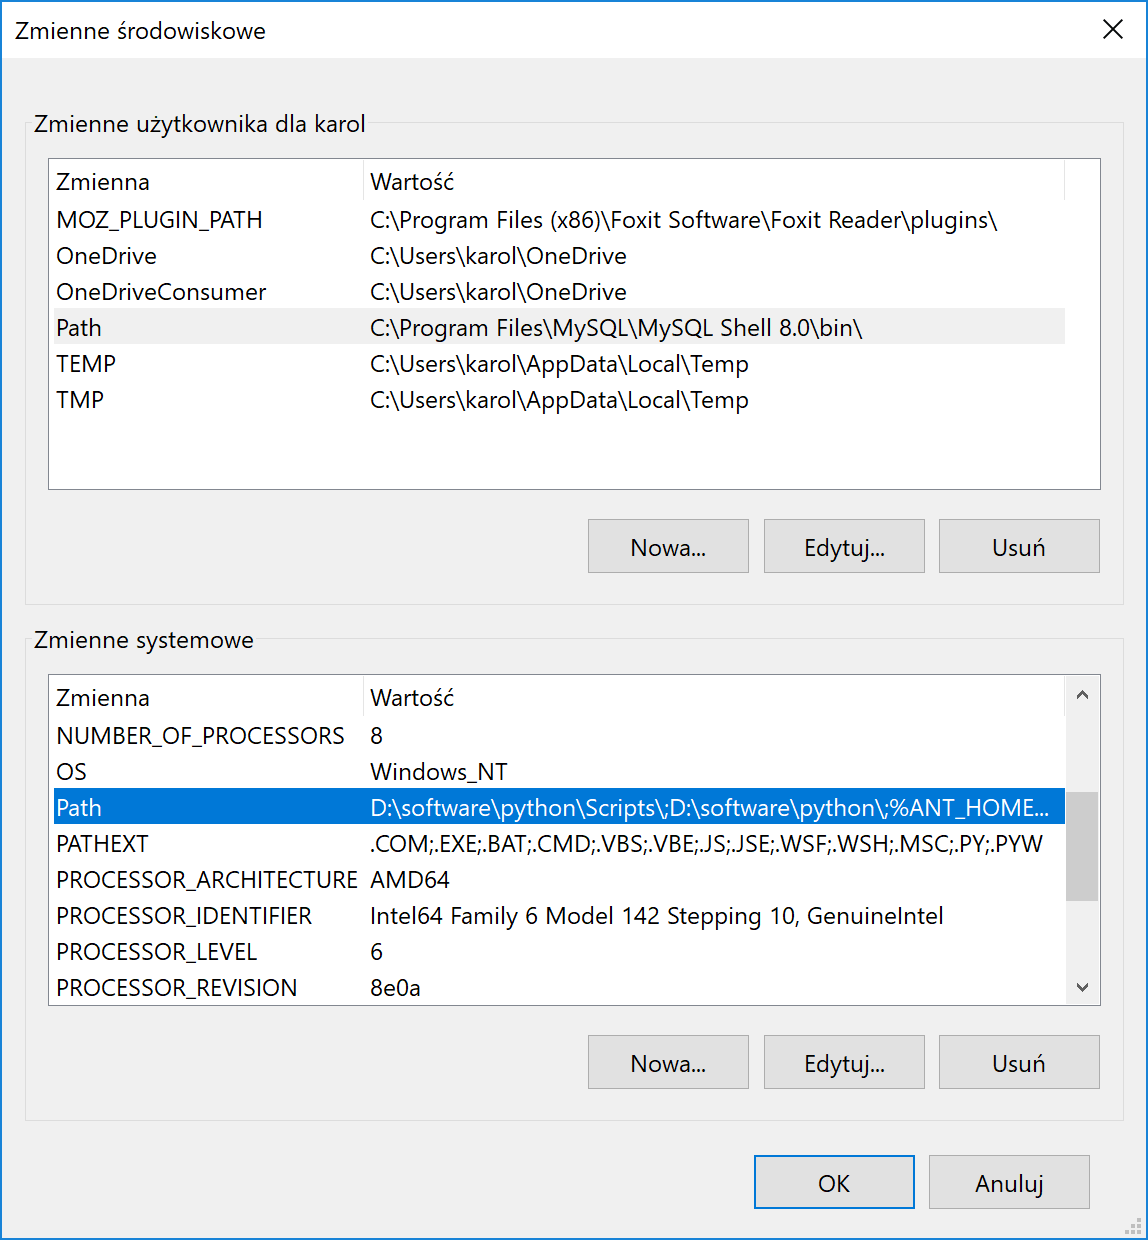 Zmienne środowiskowe
Zmienne użytkownika dla karol
Zmienna Wartość
MOZ_PLUGIN_PATH C:\Program Files (x86)\Foxit Software\Foxit Reader\plugins\
OneDrive C:\Users\karol\OneDrive
OneDriveConsumer C:\Users\karol\OneDrive
Path C:\Program Files\MySQL\MySQL Shell 8.0\bin\
TEMP C:\Users\karol\AppData\Local\Temp
TMP C:\Users\karol\AppData\Local\Temp
Nowa... Edytuj... Usuń
Zmienne systemowe
Zmienna Wartość
NUMBER_OF_PROCESSORS 8
OS Windows_NT
Path D:\software\python\Scripts\;D:\software\python\;%ANT_HOME...
PATHEXT .COM;.EXE;.BAT;.CMD;.VBS;.VBE;.JS;.JSE;.WSF;.WSH;.MSC;.PY;.PYW
PROCESSOR_ARCHITECTURE AMD64
PROCESSOR_IDENTIFIER Intel64 Family 6 Model 142 Stepping 10, GenuineIntel
PROCESSOR_LEVEL 6
PROCESSOR_REVISION 8e0a
Nowa... Edytuj... Usuń
OK Anuluj